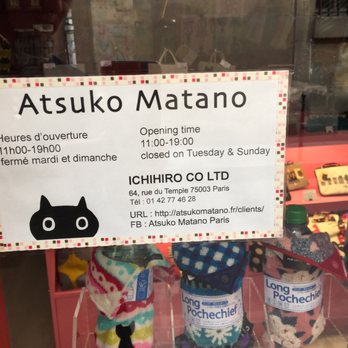 Atsuko Matano
Heures d'ouverture
11h00-19h00
fermé mardi et dimanche
Opening time
11:00-19:00
closed on Tuesday & Sunday
ICHIHIRO CO LTD
64, rue du Temple 75003 Paris
Tél : 01 42 77 46 28
URL : http://atsukomatano.fr/clients/
FB : Atsuko Matano Paris
Long
Pochechief
Long
Pochechief
Long